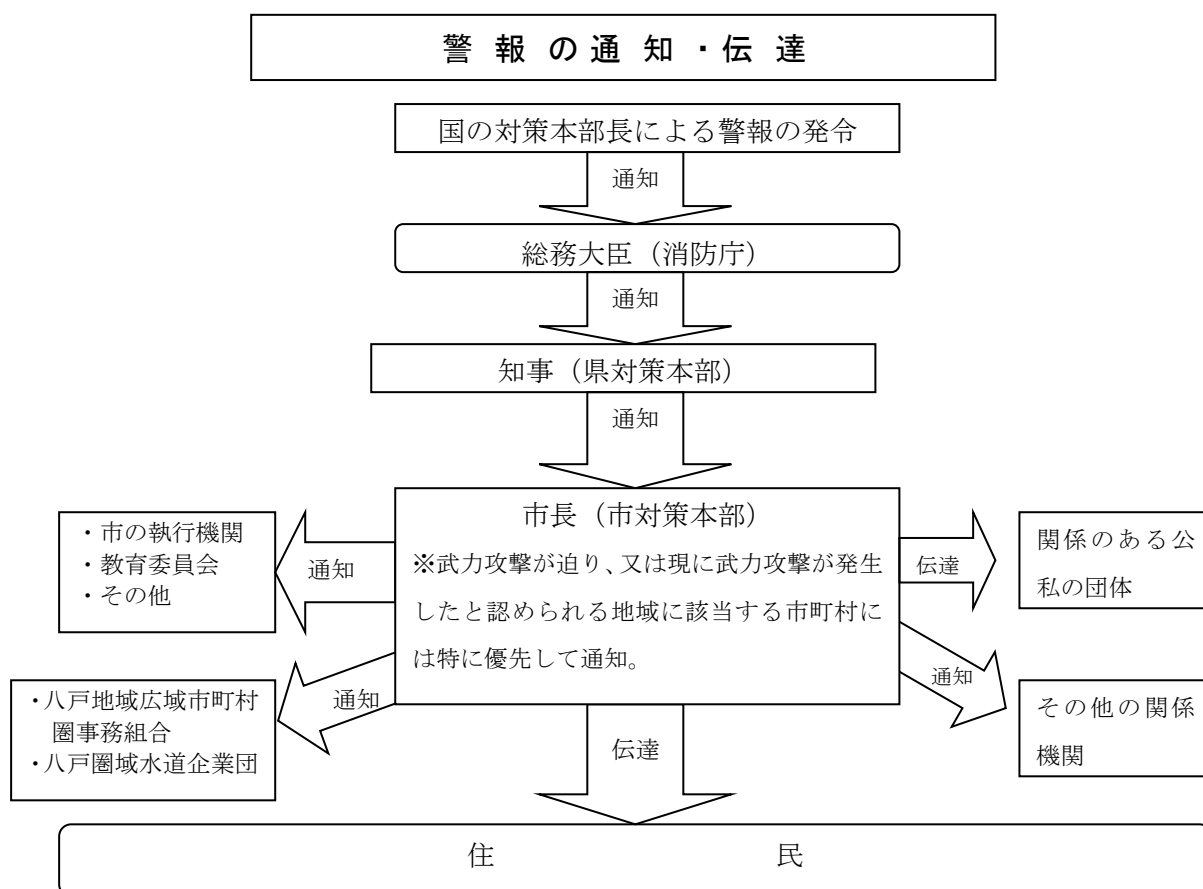 警報の通知・伝達
国の対策本部長による警報の発令
通知
総務大臣（消防庁）
通知
知事（県対策本部）
通知
市長（市対策本部）
※武力攻撃が迫り、又は現に武力攻撃が発生
したと認められる地域に該当する市町村に
は特に優先して通知。
通知
・市の執行機関
・教育委員会
・その他
伝達
関係のある公
私の団体
通知
・八戸地域広域市町村
圏事務組合
・八戸圏域水道企業団
通知
その他の関係
機関
伝達
住民